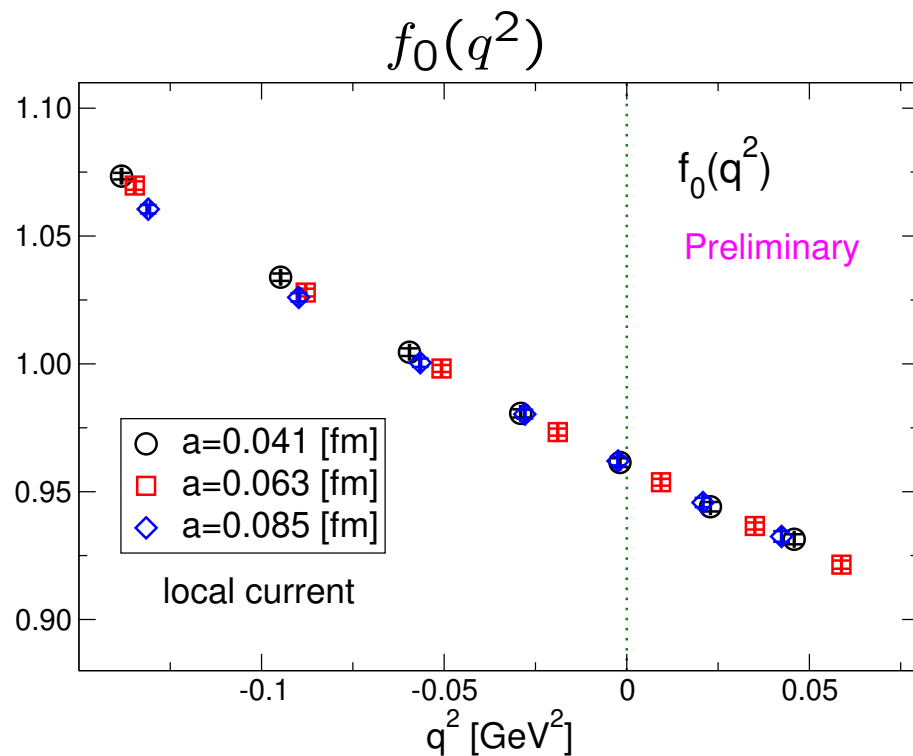 f₀(q²)
1.10
1.05
1.00
0.95
0.90
f₀(q²)
Preliminary
a=0.041 [fm]
a=0.063 [fm]
a=0.085 [fm]
local current
-0.1 -0.05 0 0.05
q² [GeV²]